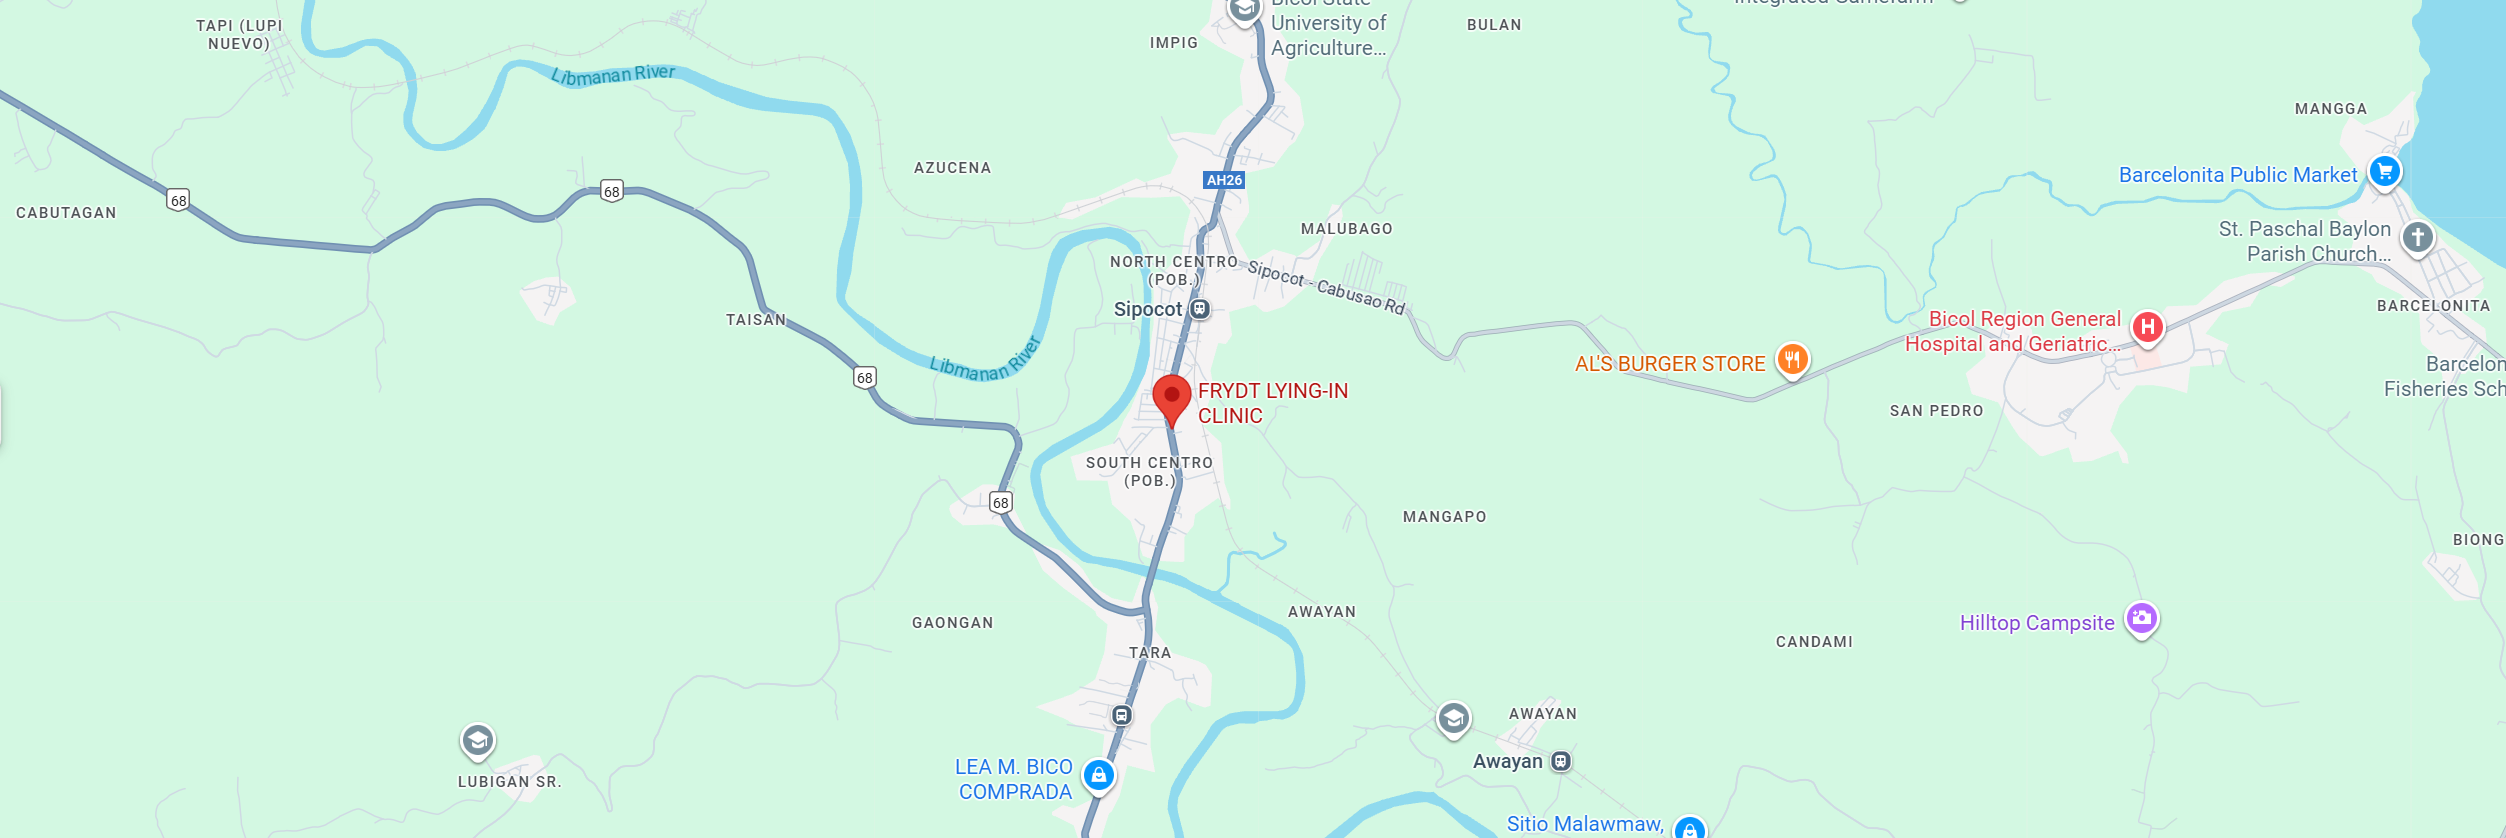 Bicol State
University of
Agriculture...
Integrated Gamefarm
TAPI (LUPI
NUEVO)
IMPIG
BULAN
Libmanan River
MANGGA
AZUCENA
Barcelonita Public Market
68
68
AH26
CABUTAGAN
MALUBAGO
St. Paschal Baylon
Parish Church...
NORTH CENTRO
(POB.)
Sipocot - Cabusao Rd
Sipocot
TAISAN
BARCELONITA
Bicol Region General
Hospital and Geriatric...
Libmanan River
AL'S BURGER STORE
Barcelon
Fisheries Sch
68
FRYDT LYING-IN
CLINIC
SAN PEDRO
SOUTH CENTRO
(POB.)
68
MANGAPO
BIONG
AWAYAN
GAONGAN
Hilltop Campsite
CANDAMI
TARA
AWAYAN
Awayan
LEA M. BICO
COMPRADA
LUBIGAN SR.
Sitio Malawmaw,